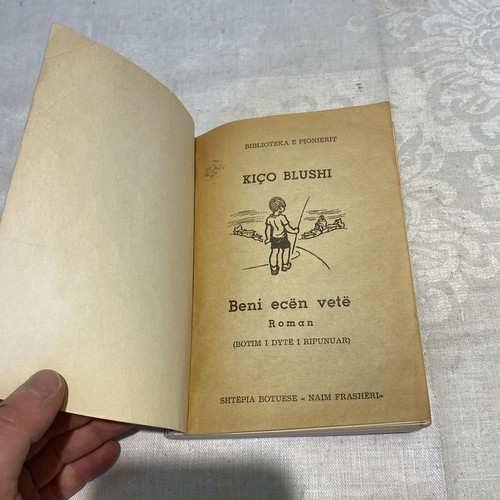 BIBLIOTEKA E PIONIERIT
KIÇO BLUSHI
Beni ecën vetë
Roman
(BOTIM I DYTË I RIPUNUAR)
SHTËPIA BOTUESE « NAIM FRASHËRI»